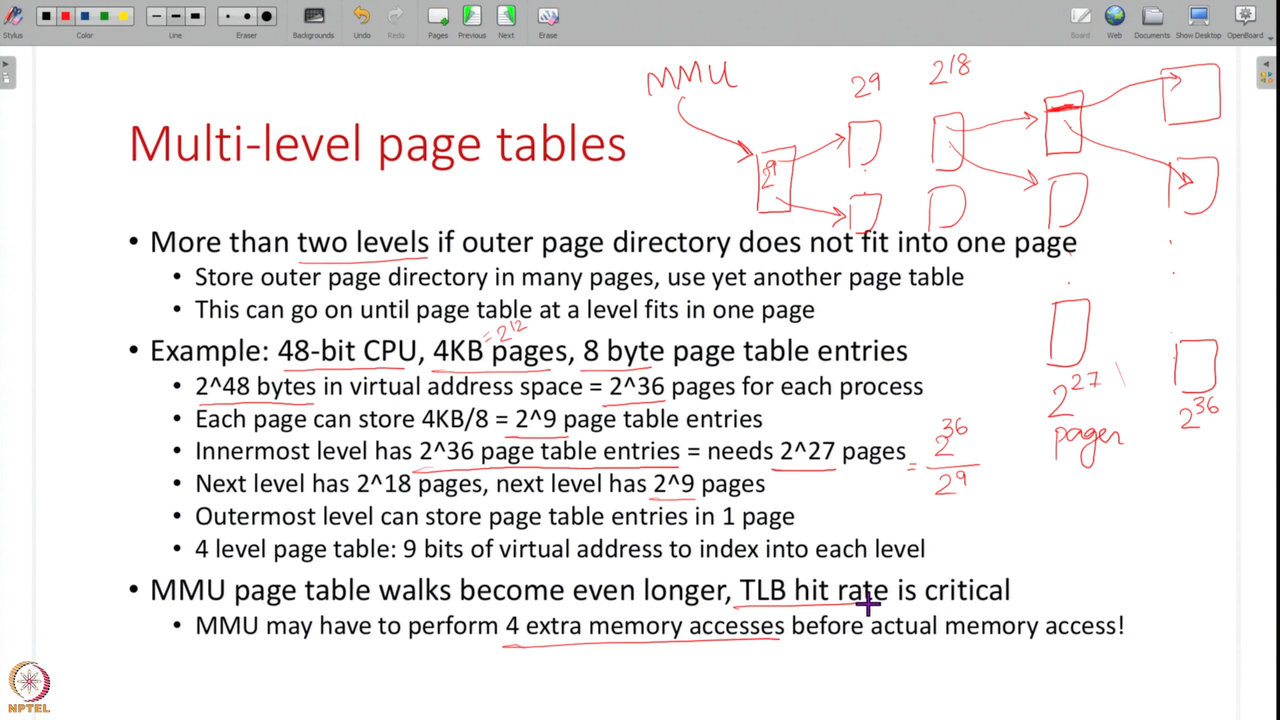 Stylus
Color
Line
Eraser
Backgrounds
Undo
Redo
Pages
Previous
Next
Erase
Board
Web
Documents
Show Desktop
OpenBoard
MMU
2^9
2^18
2^9
Multi-level page tables
• More than two levels if outer page directory does not fit into one page
• Store outer page directory in many pages, use yet another page table
• This can go on until page table at a level fits in one page
= 2^12
• Example: 48-bit CPU, 4KB pages, 8 byte page table entries
• 2^48 bytes in virtual address space = 2^36 pages for each process
• Each page can store 4KB/8 = 2^9 page table entries
• Innermost level has 2^36 page table entries = needs 2^27 pages
= 2^36
2^9
2^27
pages
2^36
• Next level has 2^18 pages, next level has 2^9 pages
• Outermost level can store page table entries in 1 page
• 4 level page table: 9 bits of virtual address to index into each level
• MMU page table walks become even longer, TLB hit rate is critical
• MMU may have to perform 4 extra memory accesses before actual memory access!
NPTEL